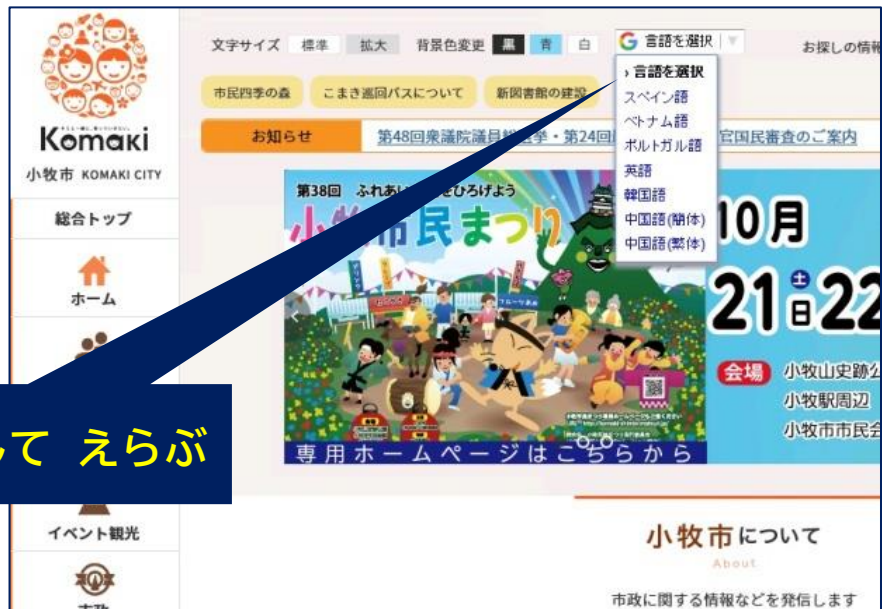 文字サイズ 標準 拡大 背景色変更 黒 青 白 G 言語を選択 ▼ お探しの情報
› 言語を選択
スペイン語
ベトナム語
ポルトガル語
英語
韓国語
中国語(簡体)
中国語(繁体)
市民四季の森 こまき巡回バスについて 新図書館の建設
お知らせ 第48回衆議院議員総選挙・第24回 官国民審査のご案内
Komaki
小牧市 KOMAKI CITY
総合トップ
ホーム
て えらぶ
イベント観光
市政
第38回 ふれあい ひろげよう
小牧市民まつり
10月
21土日22
会場 小牧山史跡公
小牧駅周辺
小牧市市民会
専用ホームページはこちらから
小牧市について
About
市政に関する情報などを発信します